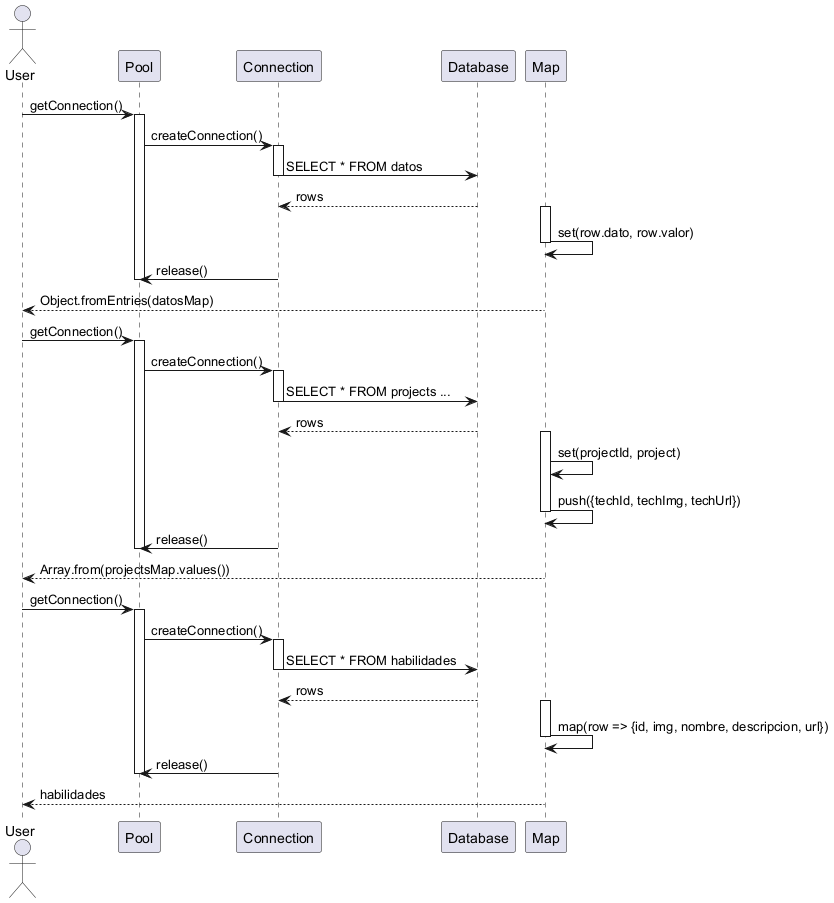 User
Pool
Connection
Database
Map
getConnection()
createConnection()
SELECT * FROM datos
rows
set(row.dato, row.valor)
release()
Object.fromEntries(datosMap)
getConnection()
createConnection()
SELECT * FROM projects ...
rows
set(projectId, project)
push({techId, techImg, techUrl})
release()
Array.from(projectsMap.values())
getConnection()
createConnection()
SELECT * FROM habilidades
rows
map(row => {id, img, nombre, descripcion, url})
release()
habilidades
User
Pool
Connection
Database
Map